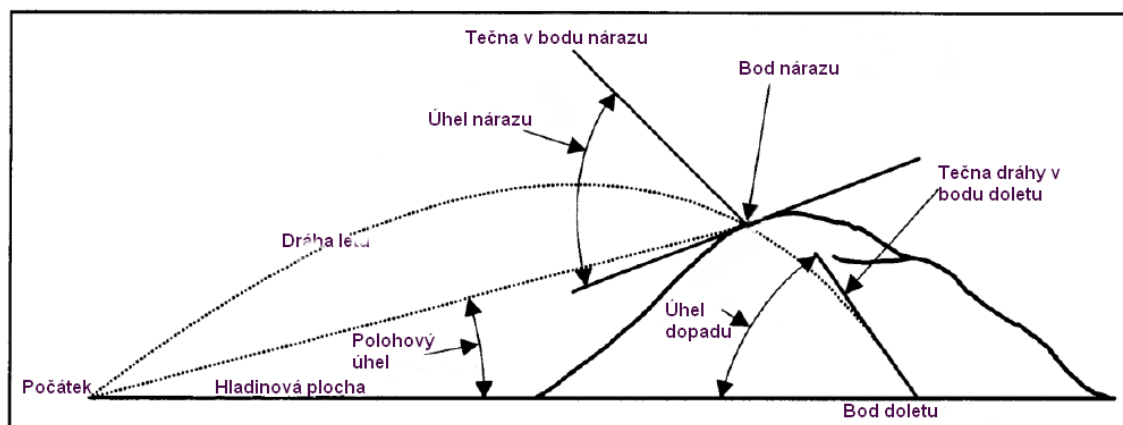 Tečna v bodu nárazu
Bod nárazu
Úhel nárazu
Tečna dráhy v
bodu doletu
Dráha letu
Úhel
dopadu
Polohový
úhel
Počátek
Hladinová plocha
Bod doletu